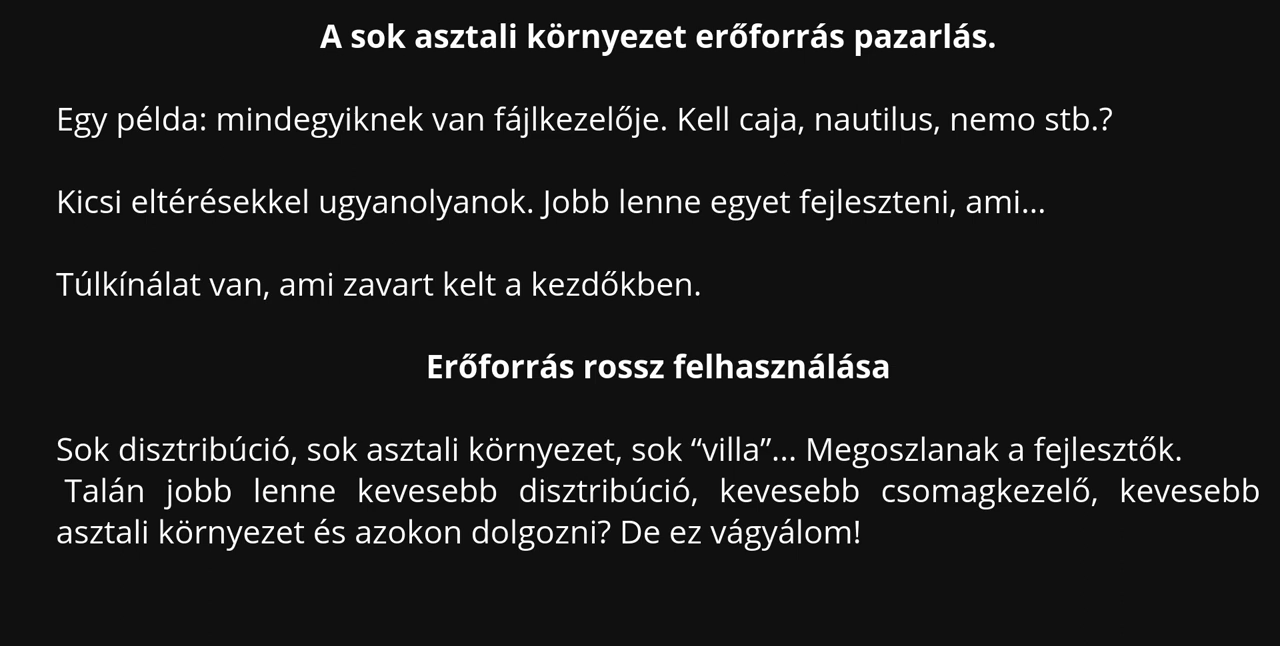 A sok asztali környezet erőforrás pazarlás.
Egy példa: mindegyiknek van fájlkezelője. Kell caja, nautilus, nemo stb.?
Kicsi eltérésekkel ugyanolyanok. Jobb lenne egyet fejleszteni, ami...
Túlkínálat van, ami zavart kelt a kezdőkben.
Erőforrás rossz felhasználása
Sok disztribúció, sok asztali környezet, sok “villa”... Megoszlanak a fejlesztők.
Talán jobb lenne kevesebb disztribúció, kevesebb csomagkezelő, kevesebb
asztali környezet és azokon dolgozni? De ez vágyálom!